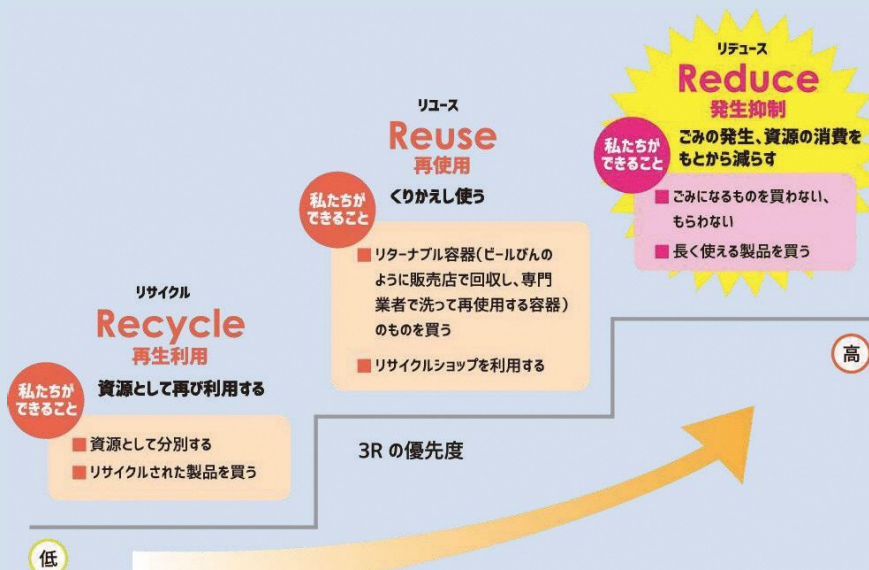 リサイクル
Recycle
再生利用
私たちが
できること
資源として再び利用する
■ 資源として分別する
■ リサイクルされた製品を買う
リユース
Reuse
再使用
私たちが
できること
くりかえし使う
■ リターナブル容器(ビールびんの
ように販売店で回収し、専門
業者で洗って再使用する容器)
のものを買う
■ リサイクルショップを利用する
リデュース
Reduce
発生抑制
私たちが
できること
ごみの発生、資源の消費を
もとから減らす
■ ごみになるものを買わない、
もらわない
■ 長く使える製品を買う
3Rの優先度
低
高